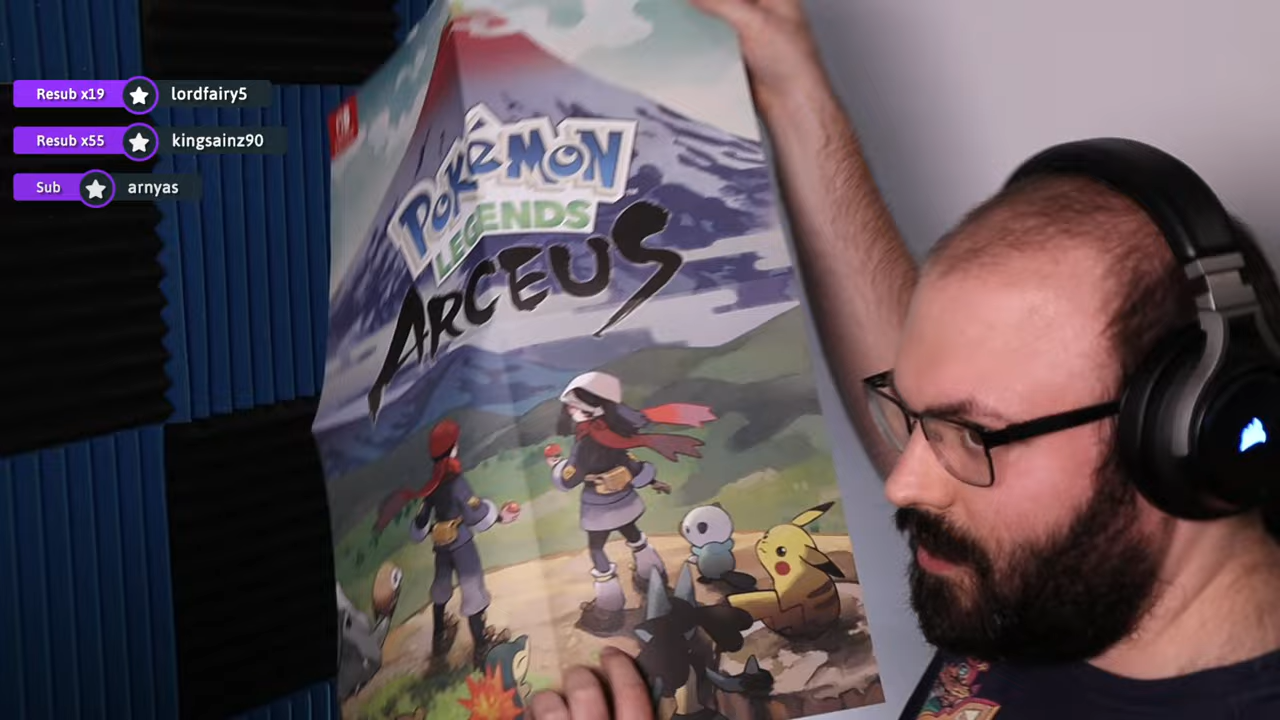 Resub x19 lordfairy5
Resub x55 kingsainz90
Sub arnyas
POKÉMON
LEGENDS
ARCEUS